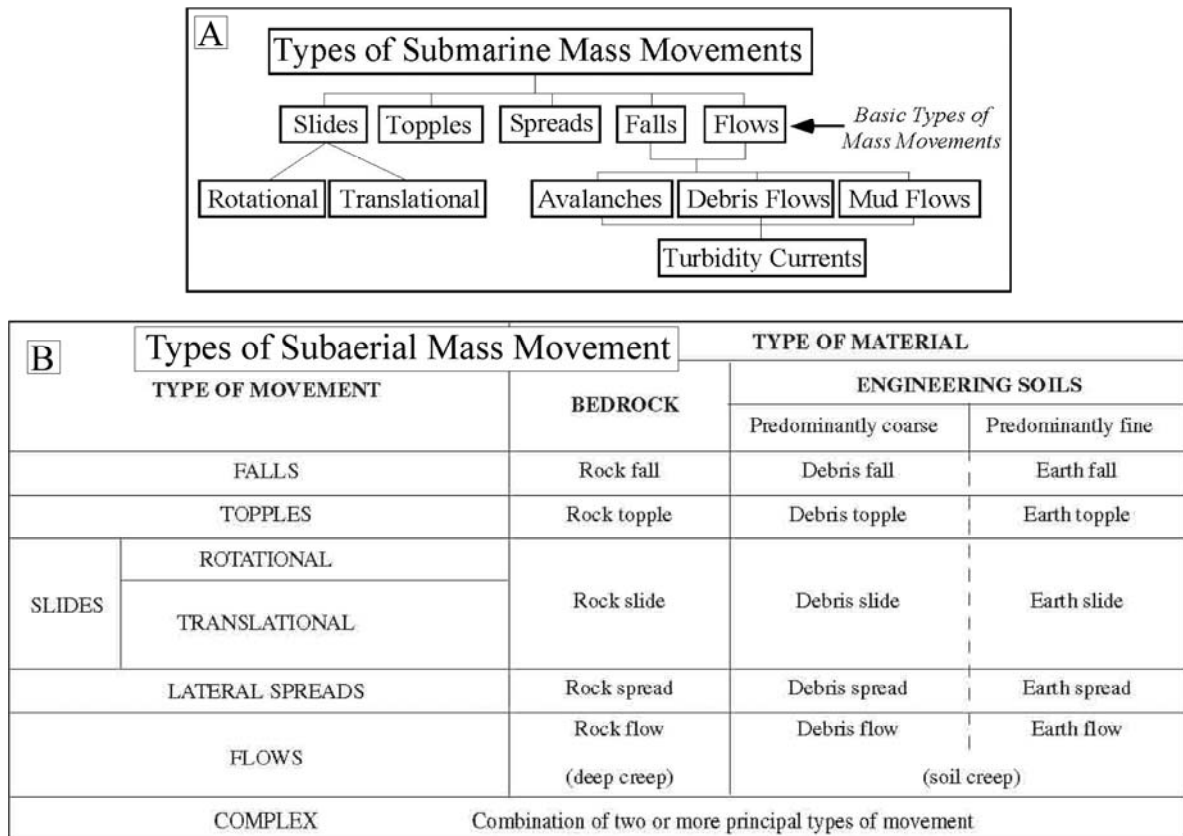 A
Types of Submarine Mass Movements
Slides Topples Spreads Falls Flows
Basic Types of
Mass Movements
Rotational Translational Avalanches Debris Flows Mud Flows
Turbidity Currents
B Types of Subaerial Mass Movement
TYPE OF MATERIAL
TYPE OF MOVEMENT BEDROCK ENGINEERING SOILS
Predominantly coarse Predominantly fine
FALLS Rock fall Debris fall Earth fall
TOPPLES Rock topple Debris topple Earth topple
SLIDES ROTATIONAL
TRANSLATIONAL Rock slide Debris slide Earth slide
LATERAL SPREADS Rock spread Debris spread Earth spread
FLOWS Rock flow Debris flow Earth flow
(deep creep) (soil creep)
COMPLEX Combination of two or more principal types of movement